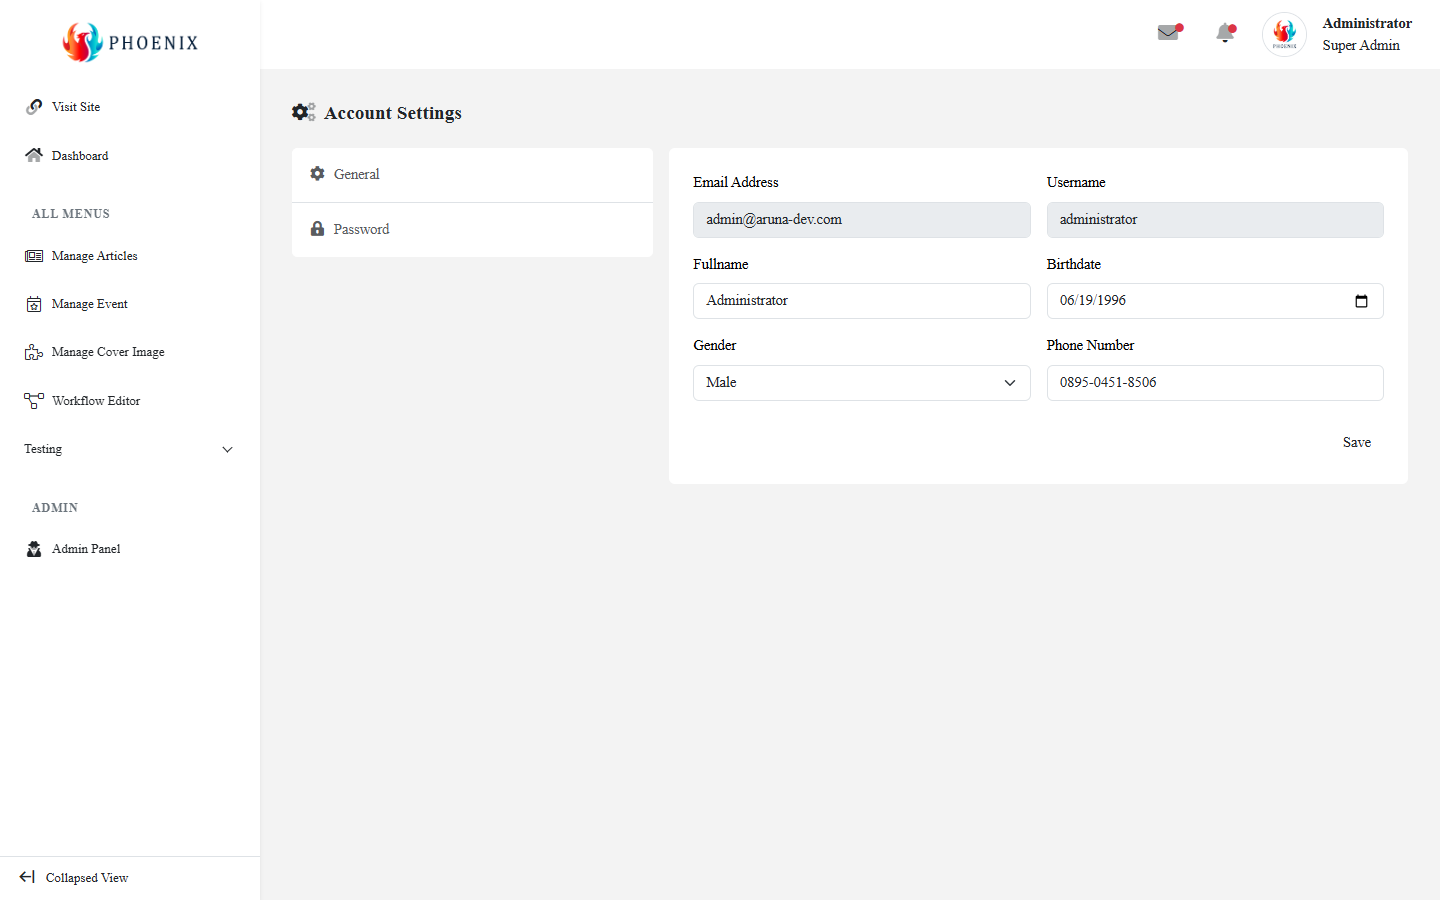 PHOENIX
Visit Site
Dashboard
ALL MENUS
Manage Articles
Manage Event
Manage Cover Image
Workflow Editor
Testing
ADMIN
Admin Panel
Collapsed View
PHOENIX
Administrator
Super Admin
Account Settings
General
Password
Email Address
admin@aruna-dev.com
Username
administrator
Fullname
Administrator
Birthdate
06/19/1996
Gender
Male
Phone Number
0895-0451-8506
Save